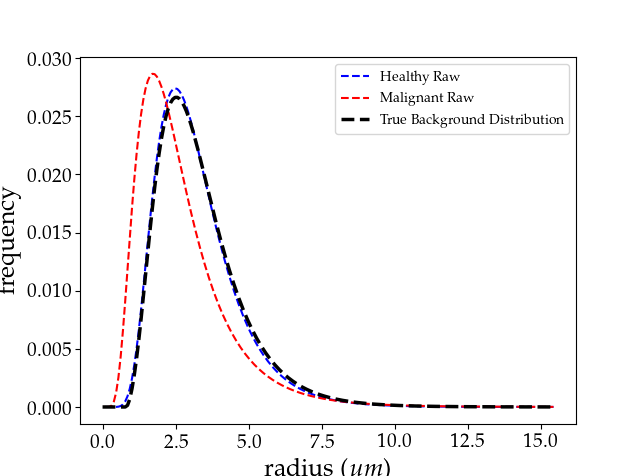 0.030
0.025
0.020
0.015
0.010
0.005
0.000
frequency
Healthy Raw
Malignant Raw
True Background Distribution
0.0 2.5 5.0 7.5 10.0 12.5 15.0
radius (um)